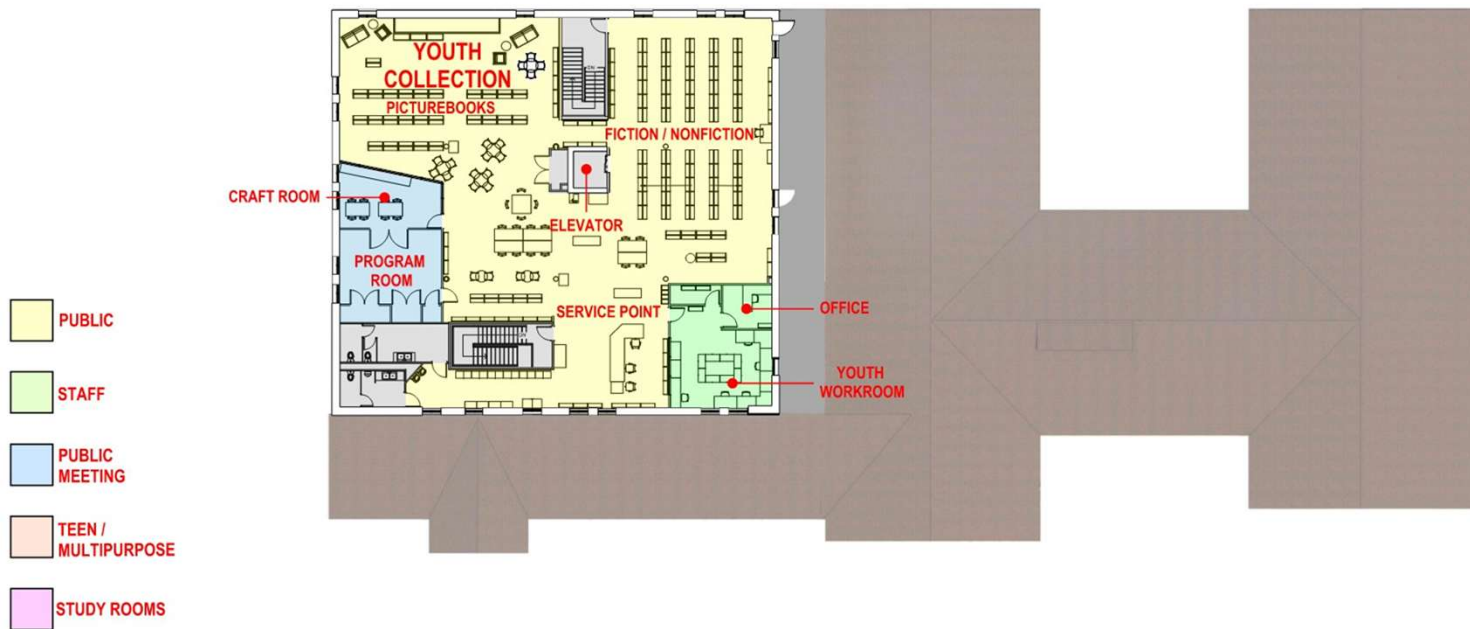 YOUTH
COLLECTION
PICTUREBOOKS
FICTION / NONFICTION
CRAFT ROOM
ELEVATOR
PROGRAM
ROOM
SERVICE POINT
OFFICE
YOUTH
WORKROOM
PUBLIC
STAFF
PUBLIC
MEETING
TEEN /
MULTIPURPOSE
STUDY ROOMS